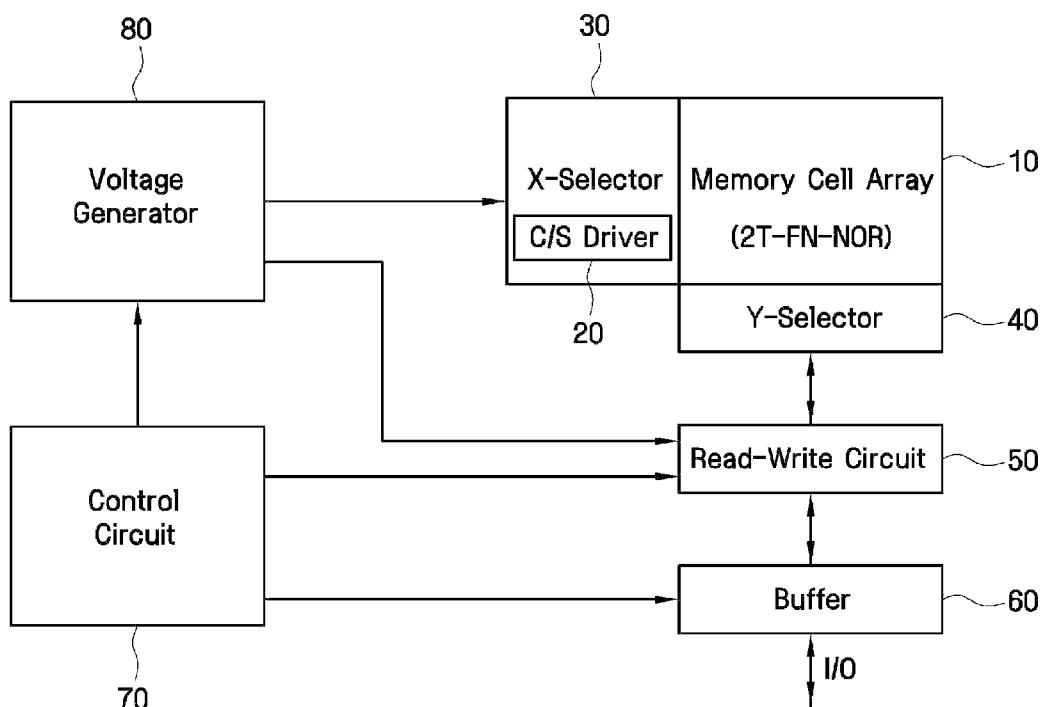 80
30
Voltage
Generator
X-Selector
C/S Driver
20
Memory Cell Array
(2T-FN-NOR)
10
Y-Selector
40
Control
Circuit
70
Read-Write Circuit
50
Buffer
60
I/O